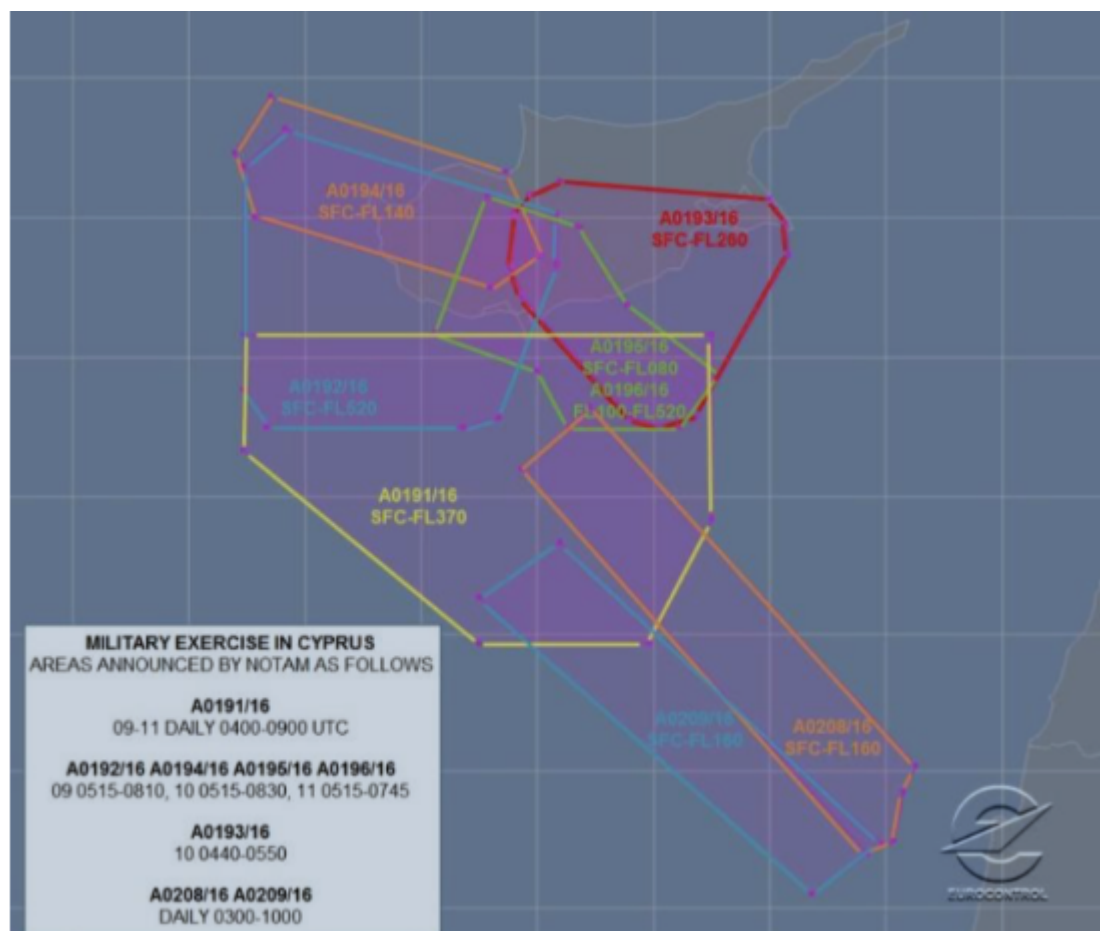 A0194/16
SFC-FL140
A0193/16
SFC-FL260
A0195/16
SFC-FL080
A0196/16
FL100-FL520
A0192/16
SFC-FL520
A0191/16
SFC-FL370
A0209/16
SFC-FL160
A0208/16
SFC-FL160
MILITARY EXERCISE IN CYPRUS
AREAS ANNOUNCED BY NOTAM AS FOLLOWS
A0191/16
09-11 DAILY 0400-0900 UTC
A0192/16 A0194/16 A0195/16 A0196/16
09 0515-0810, 10 0515-0830, 11 0515-0745
A0193/16
10 0440-0550
A0208/16 A0209/16
DAILY 0300-1000
EUROCONTROL